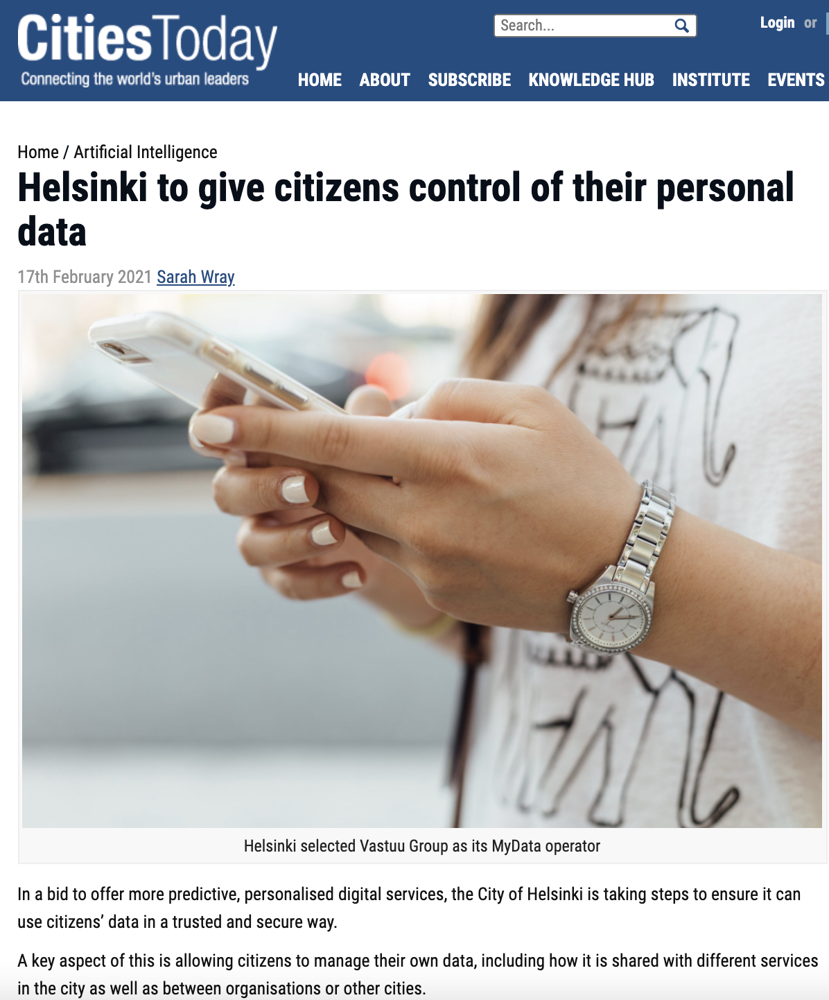 CitiesToday
Connecting the world's urban leaders
Search...
Login or
HOME ABOUT SUBSCRIBE KNOWLEDGE HUB INSTITUTE EVENTS
Home / Artificial Intelligence
Helsinki to give citizens control of their personal
data
17th February 2021 Sarah Wray
Helsinki selected Vastuu Group as its MyData operator
In a bid to offer more predictive, personalised digital services, the City of Helsinki is taking steps to ensure it can
use citizens’ data in a trusted and secure way.
A key aspect of this is allowing citizens to manage their own data, including how it is shared with different services
in the city as well as between organisations or other cities.